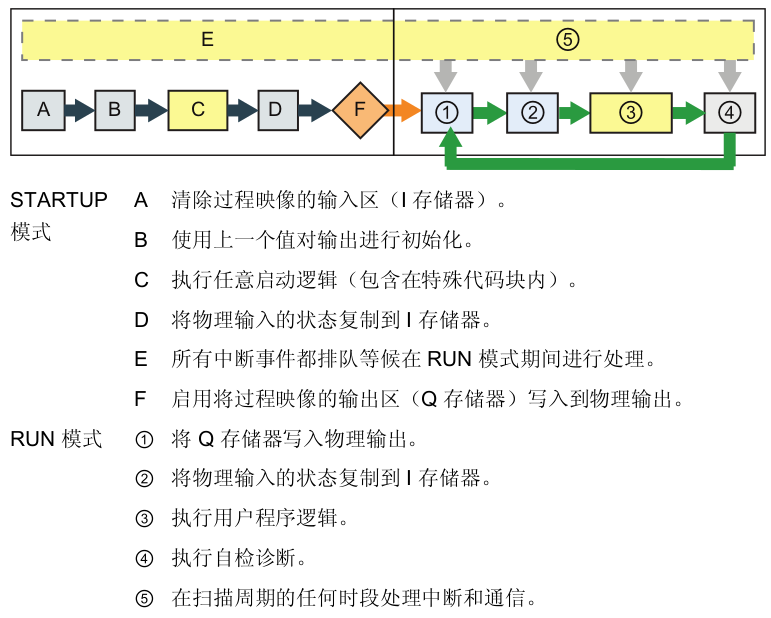 E ⑤
A B C D F ① ② ③ ④
STARTUP A 清除过程映像的输入区（I 存储器）。
模式
B 使用上一个值对输出进行初始化。
C 执行任意启动逻辑（包含在特殊代码块内）。
D 将物理输入的状态复制到 I 存储器。
E 所有中断事件都排队等候在 RUN 模式期间进行处理。
F 启用将过程映像的输出区（Q 存储器）写入到物理输出。
RUN 模式 ① 将 Q 存储器写入物理输出。
② 将物理输入的状态复制到 I 存储器。
③ 执行用户程序逻辑。
④ 执行自检诊断。
⑤ 在扫描周期的任何时段处理中断和通信。